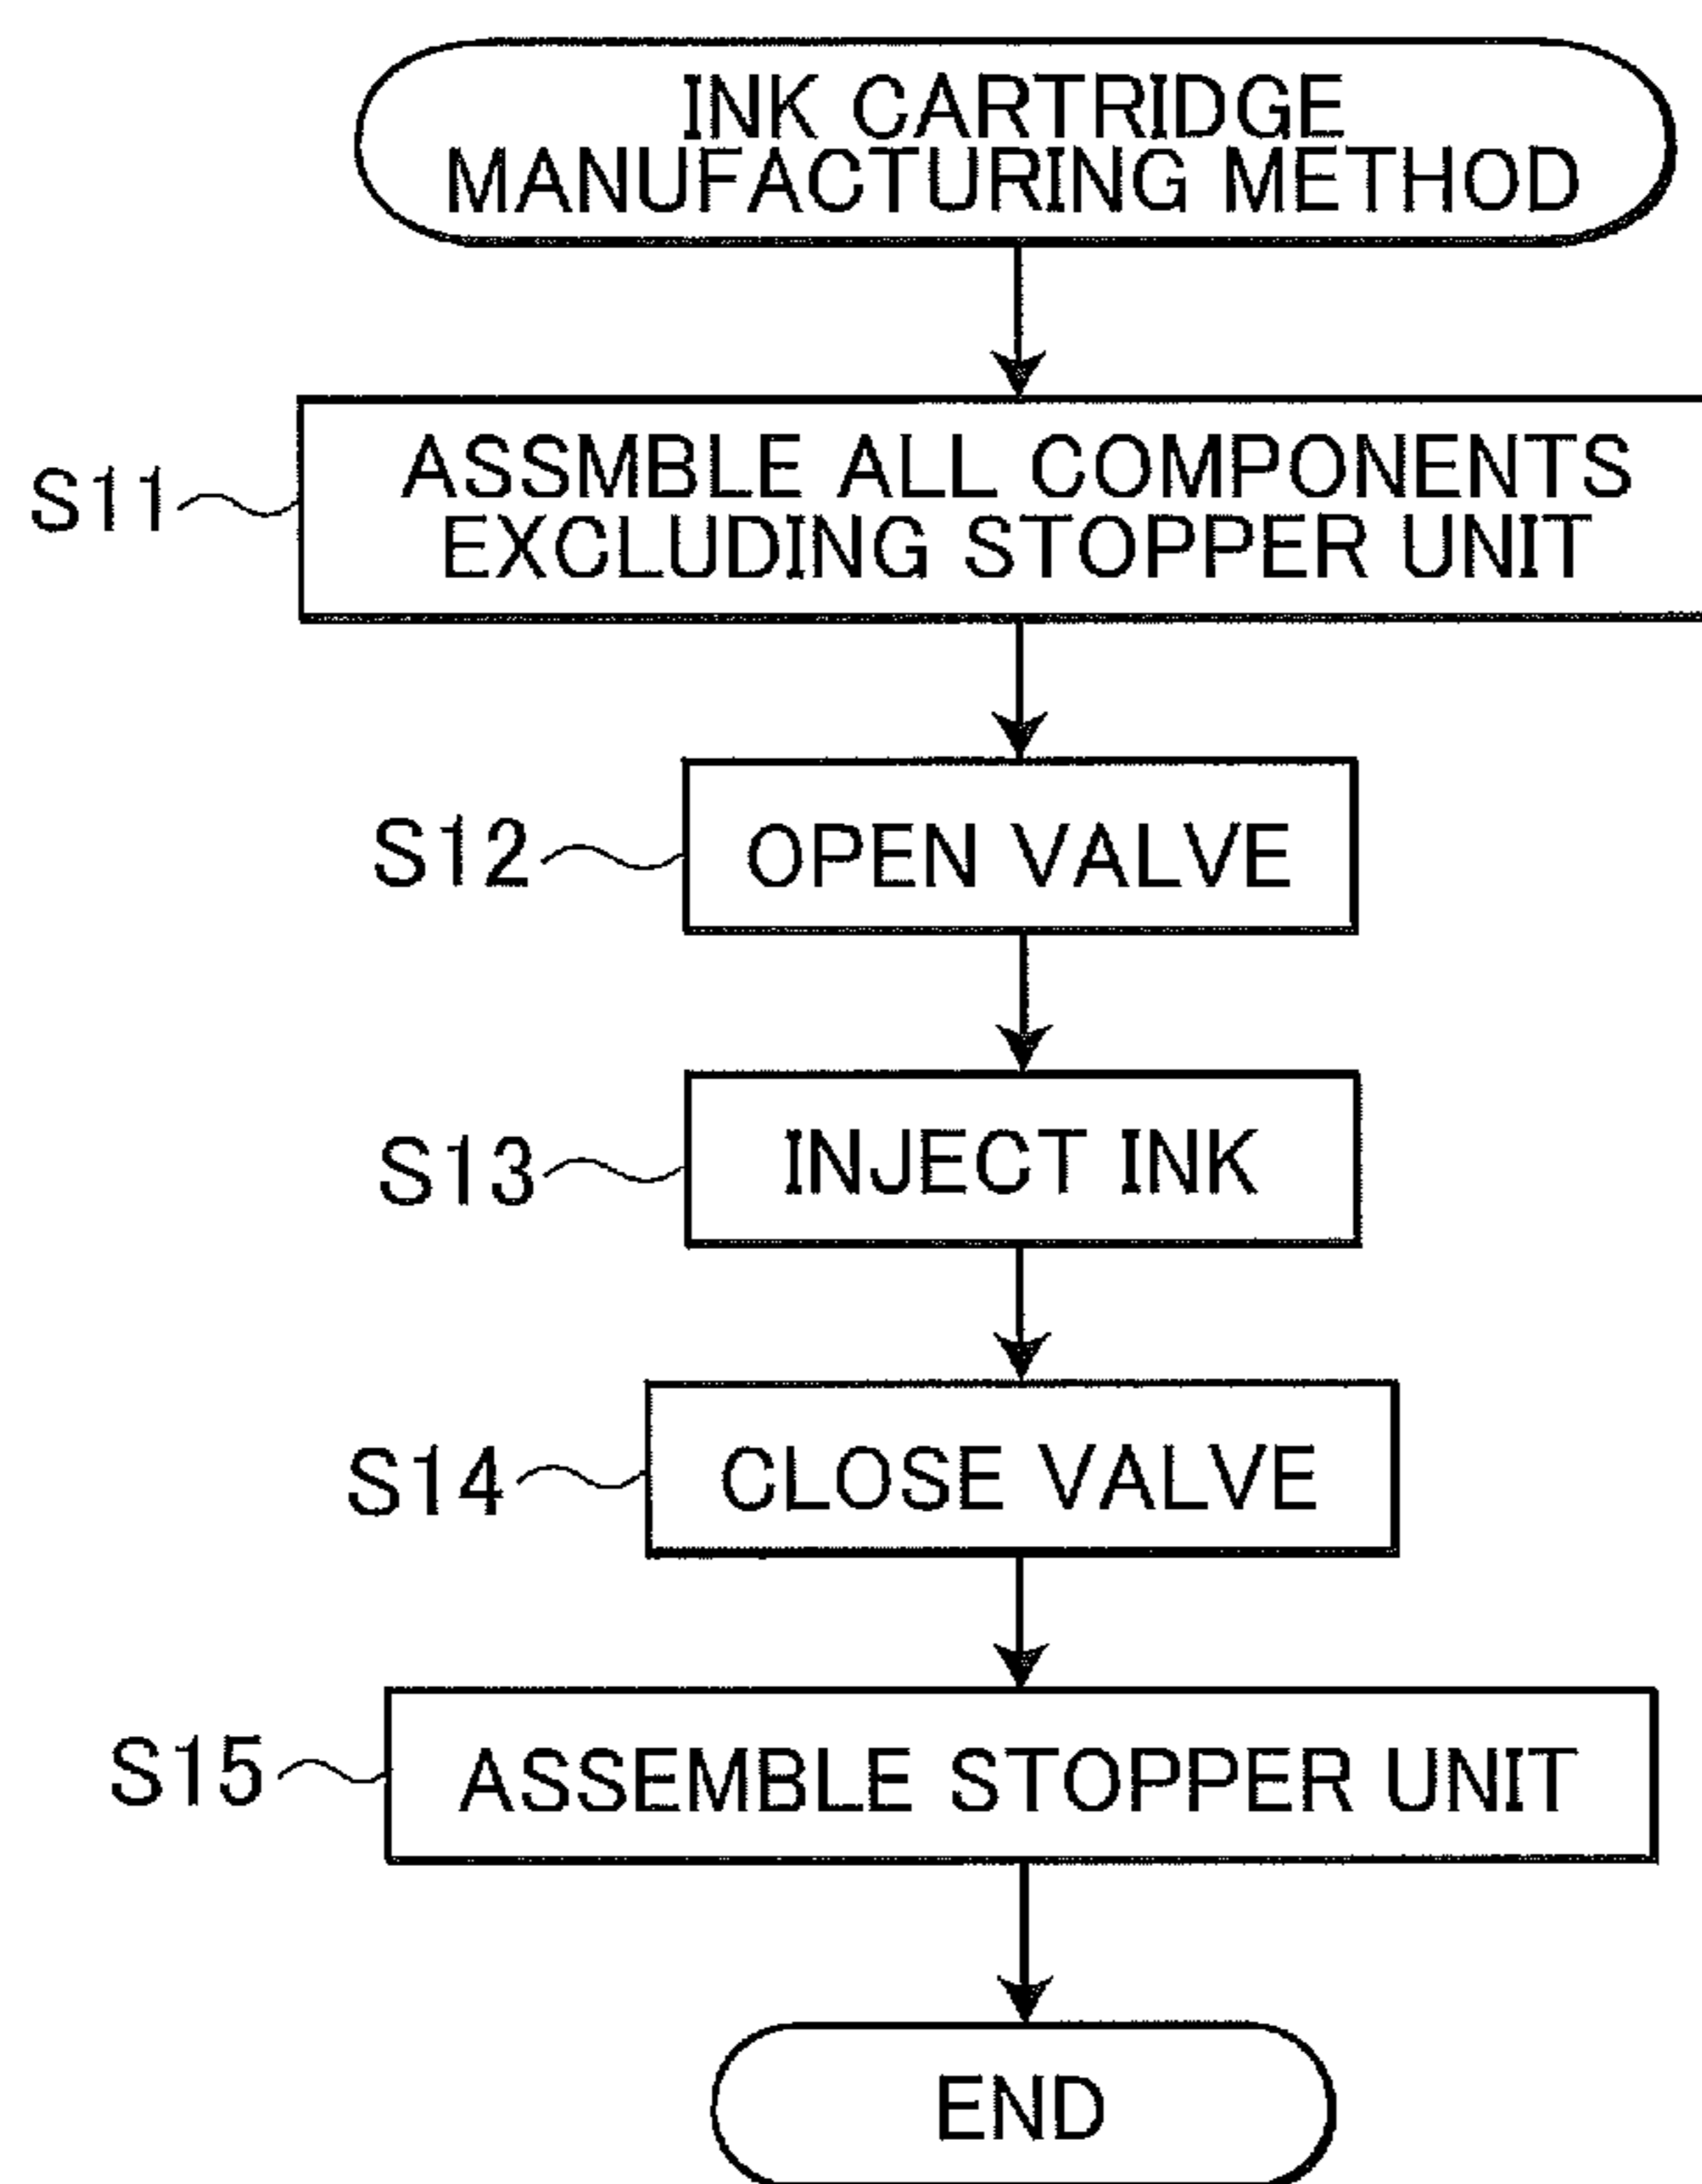 INK CARTRIDGE
MANUFACTURING METHOD
S11
ASSMBLE ALL COMPONENTS
EXCLUDING STOPPER UNIT
S12
OPEN VALVE
S13
INJECT INK
S14
CLOSE VALVE
S15
ASSEMBLE STOPPER UNIT
END